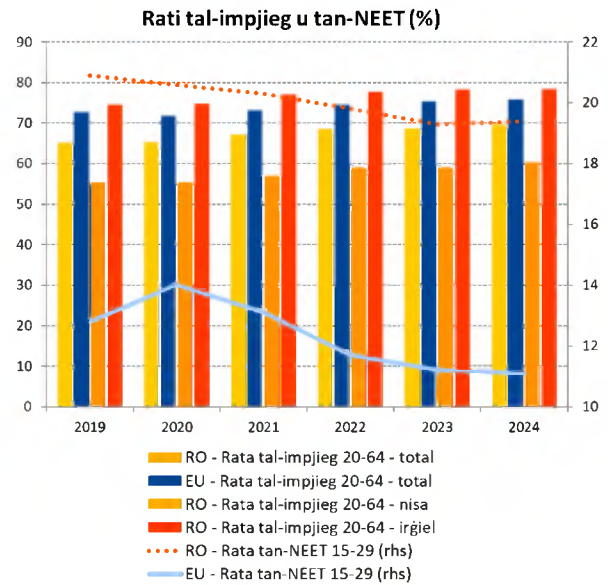 Rati tal-impjieg u tan-NEET (%)
90
80
70
60
50
40
30
20
10
0
22
20
18
16
14
12
10
2019 2020 2021 2022 2023 2024
RO - Rata tal-impjieg 20-64 - total
EU - Rata tal-impjieg 20-64 - total
RO - Rata tal-impjieg 20-64 - nisa
RO - Rata tal-impjieg 20-64 - irġiel
RO - Rata tan-NEET 15-29 (rhs)
EU - Rata tan-NEET 15-29 (rhs)